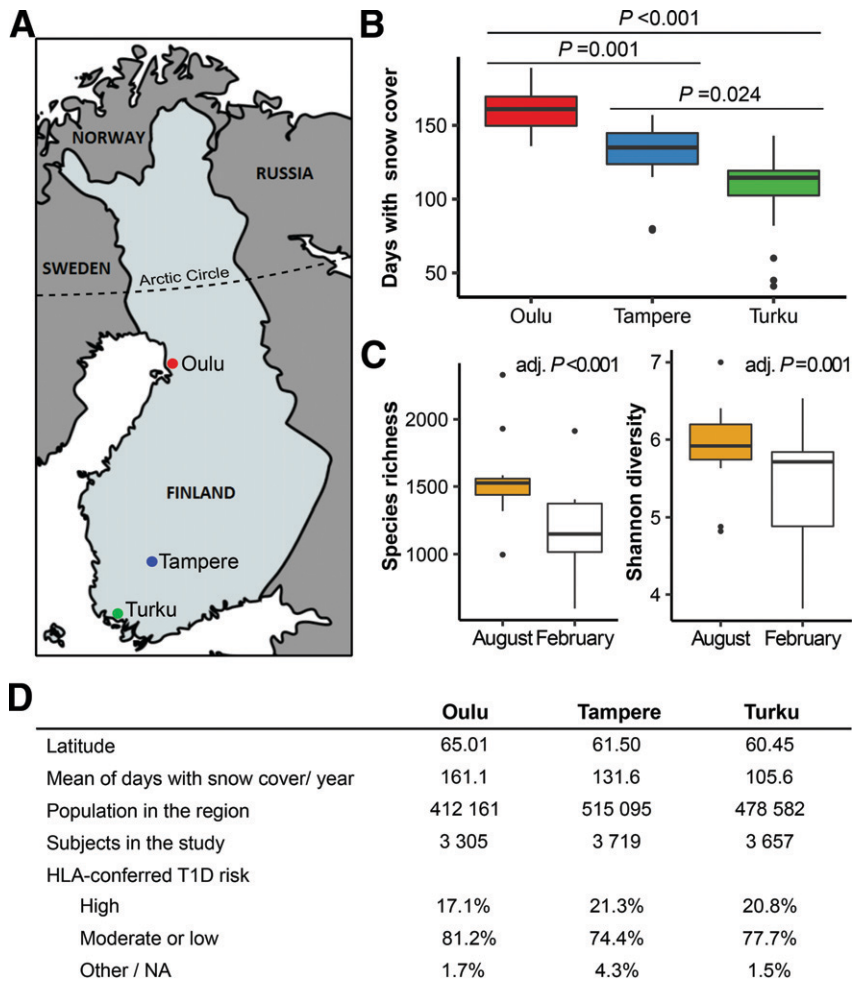 A
NORWAY
RUSSIA
SWEDEN
Arctic Circle
Oulu
FINLAND
Tampere
Turku
B
P <0.001
P =0.001
P =0.024
Days with snow cover
150
100
50
Oulu Tampere Turku
C
adj. P<0.001
Species richness
2000
1500
1000
August February
adj. P=0.001
Shannon diversity
7
6
5
4
August February
D
Oulu Tampere Turku
Latitude 65.01 61.50 60.45
Mean of days with snow cover/ year 161.1 131.6 105.6
Population in the region 412 161 515 095 478 582
Subjects in the study 3 305 3 719 3 657
HLA-conferred T1D risk
High 17.1% 21.3% 20.8%
Moderate or low 81.2% 74.4% 77.7%
Other / NA 1.7% 4.3% 1.5%